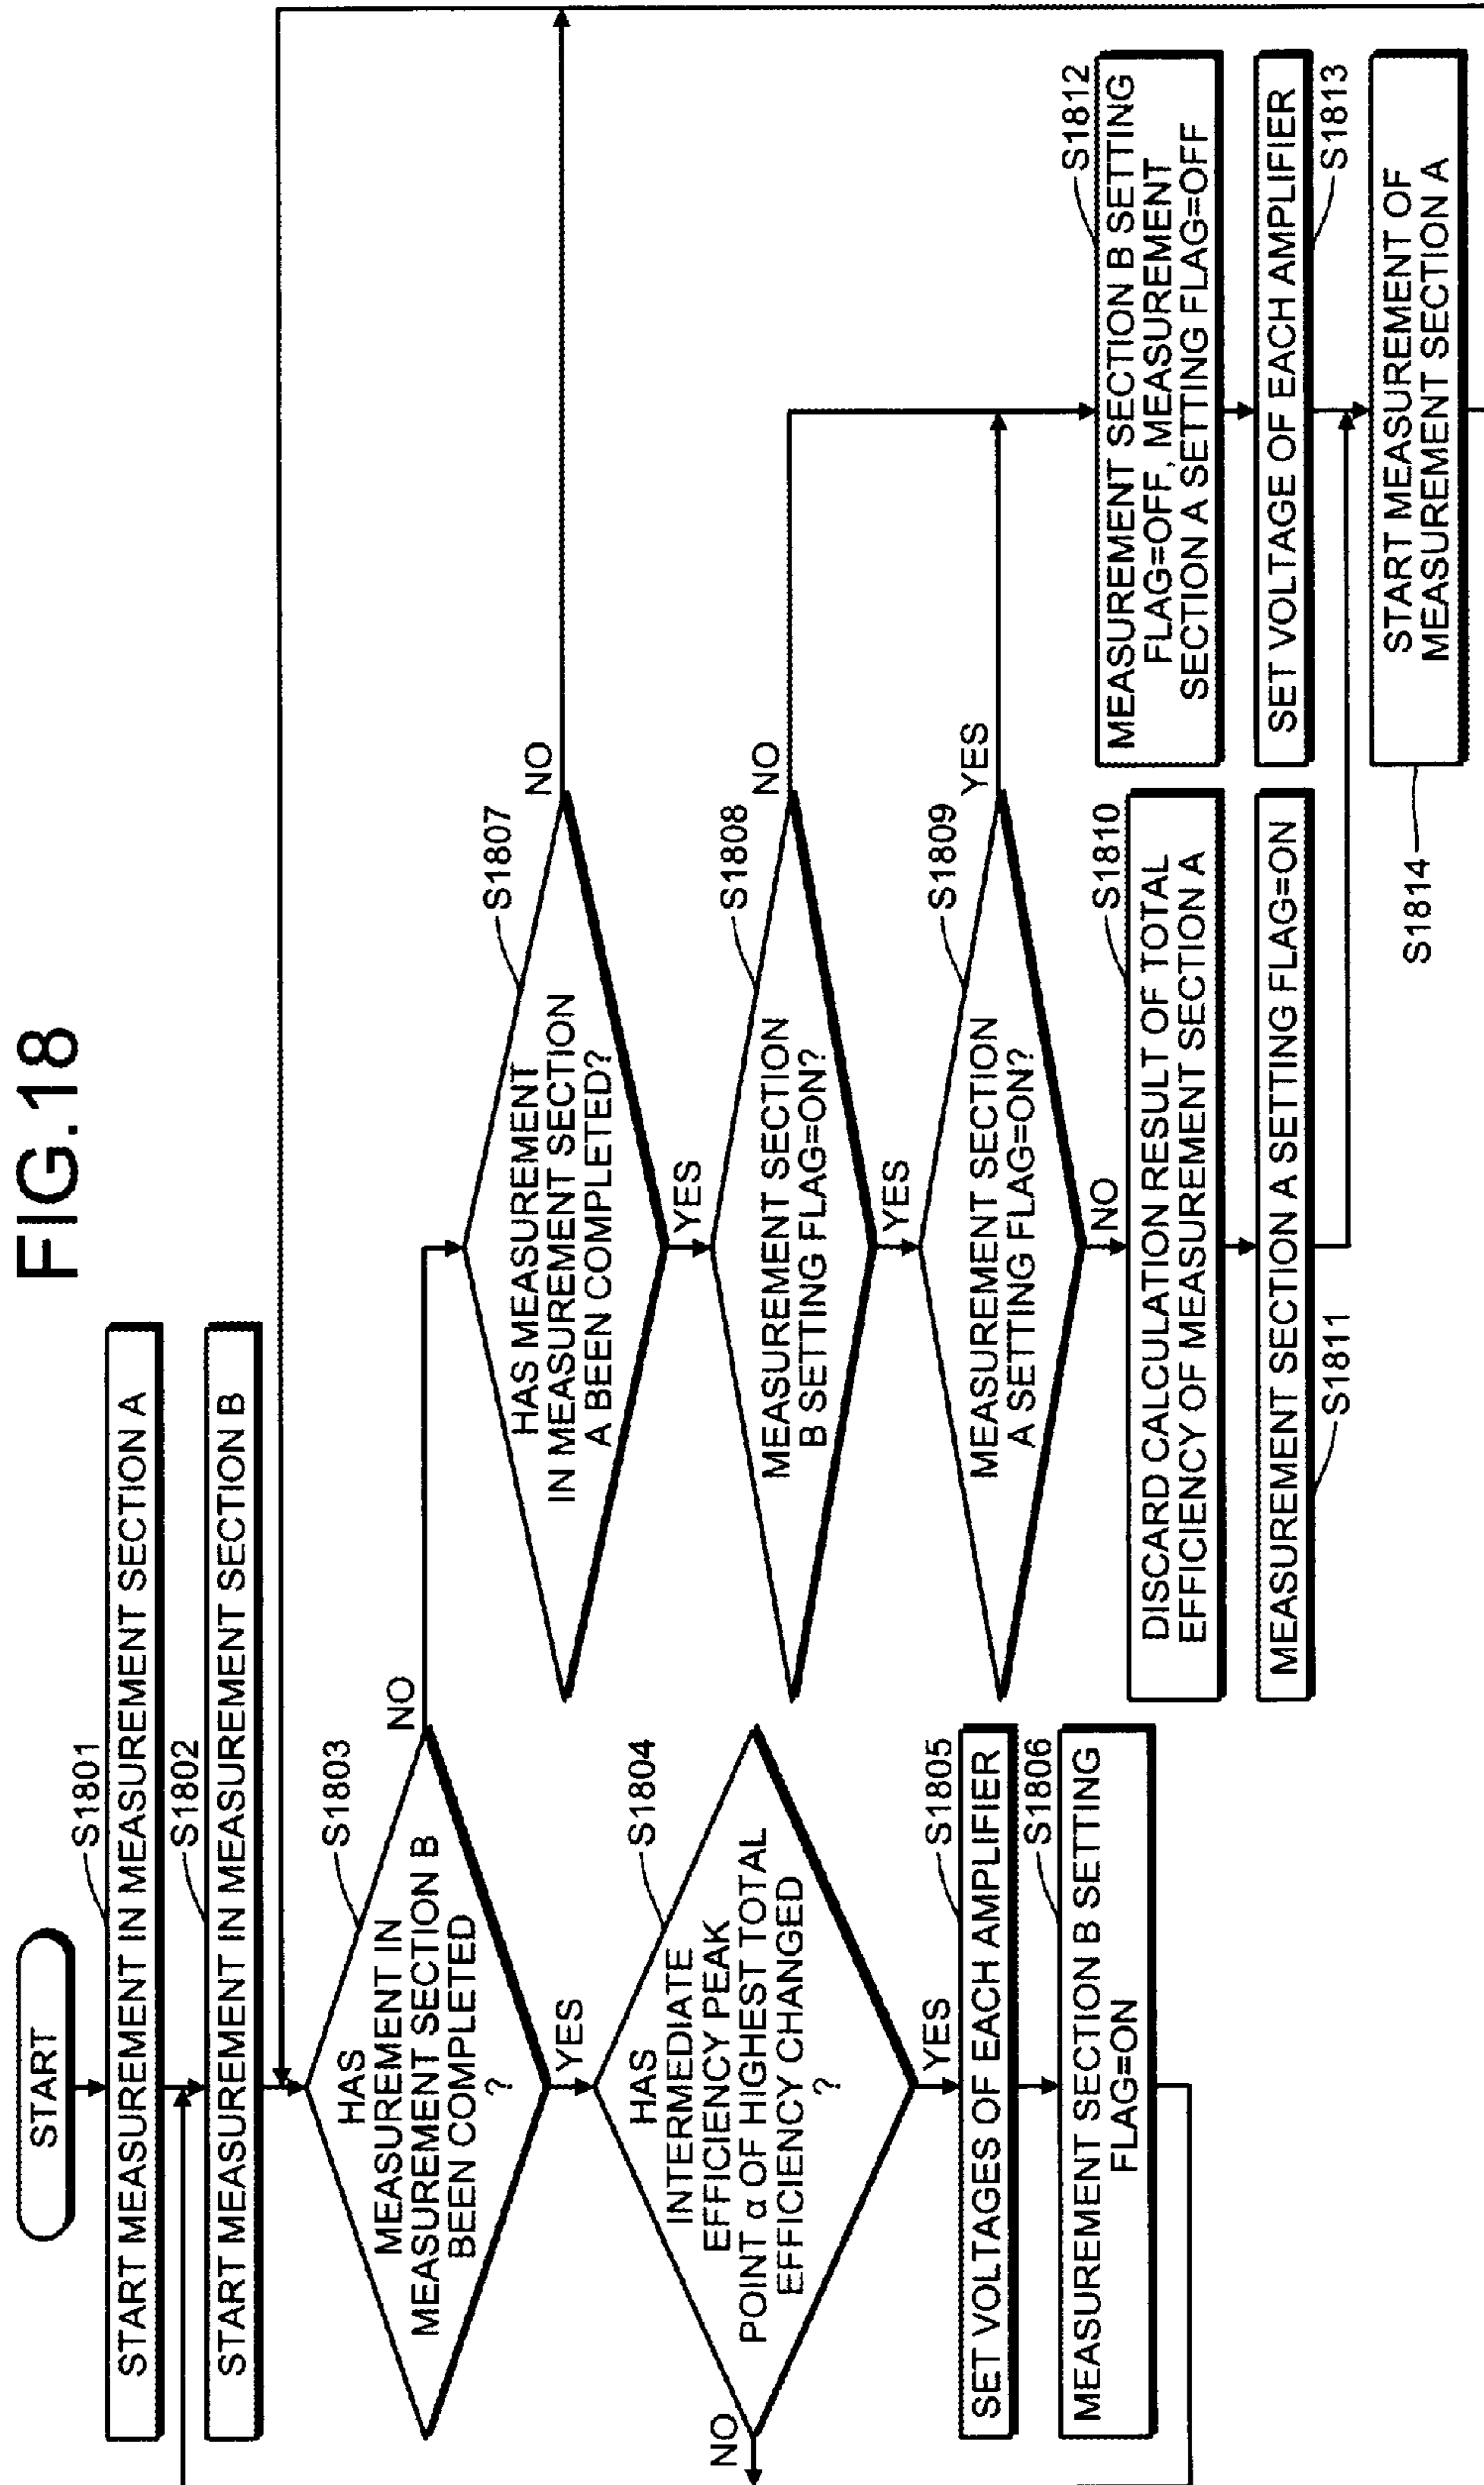 FIG.18
START
S1801
START MEASUREMENT IN MEASUREMENT SECTION A
S1802
START MEASUREMENT IN MEASUREMENT SECTION B
S1803
HAS
MEASUREMENT IN
MEASUREMENT SECTION B
BEEN COMPLETED
?
NO
YES
S1804
HAS
INTERMEDIATE
EFFICIENCY PEAK
POINT α OF HIGHEST TOTAL
EFFICIENCY CHANGED
?
NO
YES
S1805
SET VOLTAGES OF EACH AMPLIFIER
S1806
MEASUREMENT SECTION B SETTING
FLAG=ON
S1807
HAS MEASUREMENT
IN MEASUREMENT SECTION
A BEEN COMPLETED?
NO
YES
S1808
MEASUREMENT SECTION
B SETTING FLAG=ON?
NO
YES
S1809
MEASUREMENT SECTION
A SETTING FLAG=ON?
YES
NO
S1810
DISCARD CALCULATION RESULT OF TOTAL
EFFICIENCY OF MEASUREMENT SECTION A
MEASUREMENT SECTION A SETTING FLAG=ON
S1811
S1812
MEASUREMENT SECTION B SETTING
FLAG=OFF, MEASUREMENT
SECTION A SETTING FLAG=OFF
SET VOLTAGE OF EACH AMPLIFIER
S1813
START MEASUREMENT OF
MEASUREMENT SECTION A
S1814